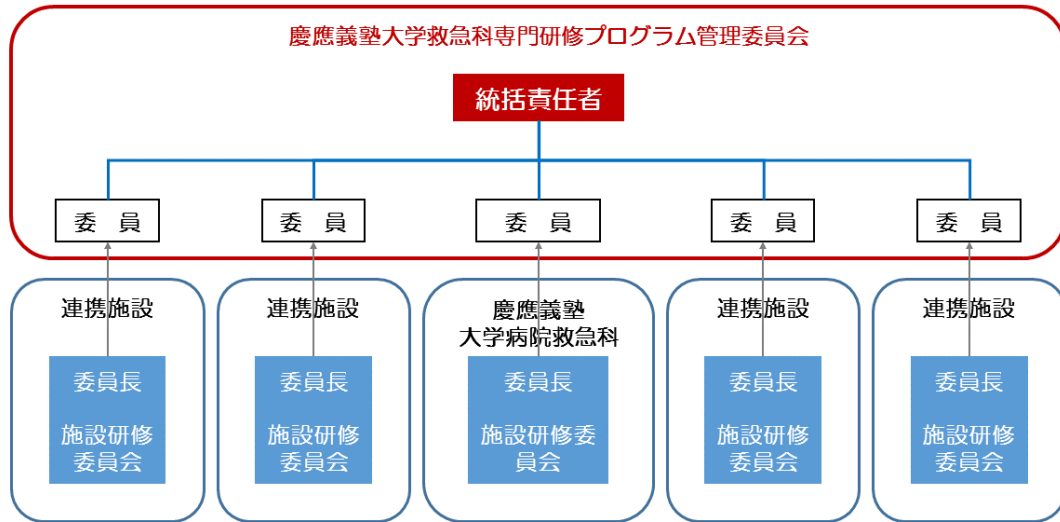 慶應義塾大学救急科専門研修プログラム管理委員会
統括責任者
委　員
委　員
委　員
委　員
委　員
連携施設
委員長
施設研修
委員会
連携施設
委員長
施設研修
委員会
慶應義塾
大学病院救急科
委員長
施設研修委
員会
連携施設
委員長
施設研修
委員会
連携施設
委員長
施設研修
委員会